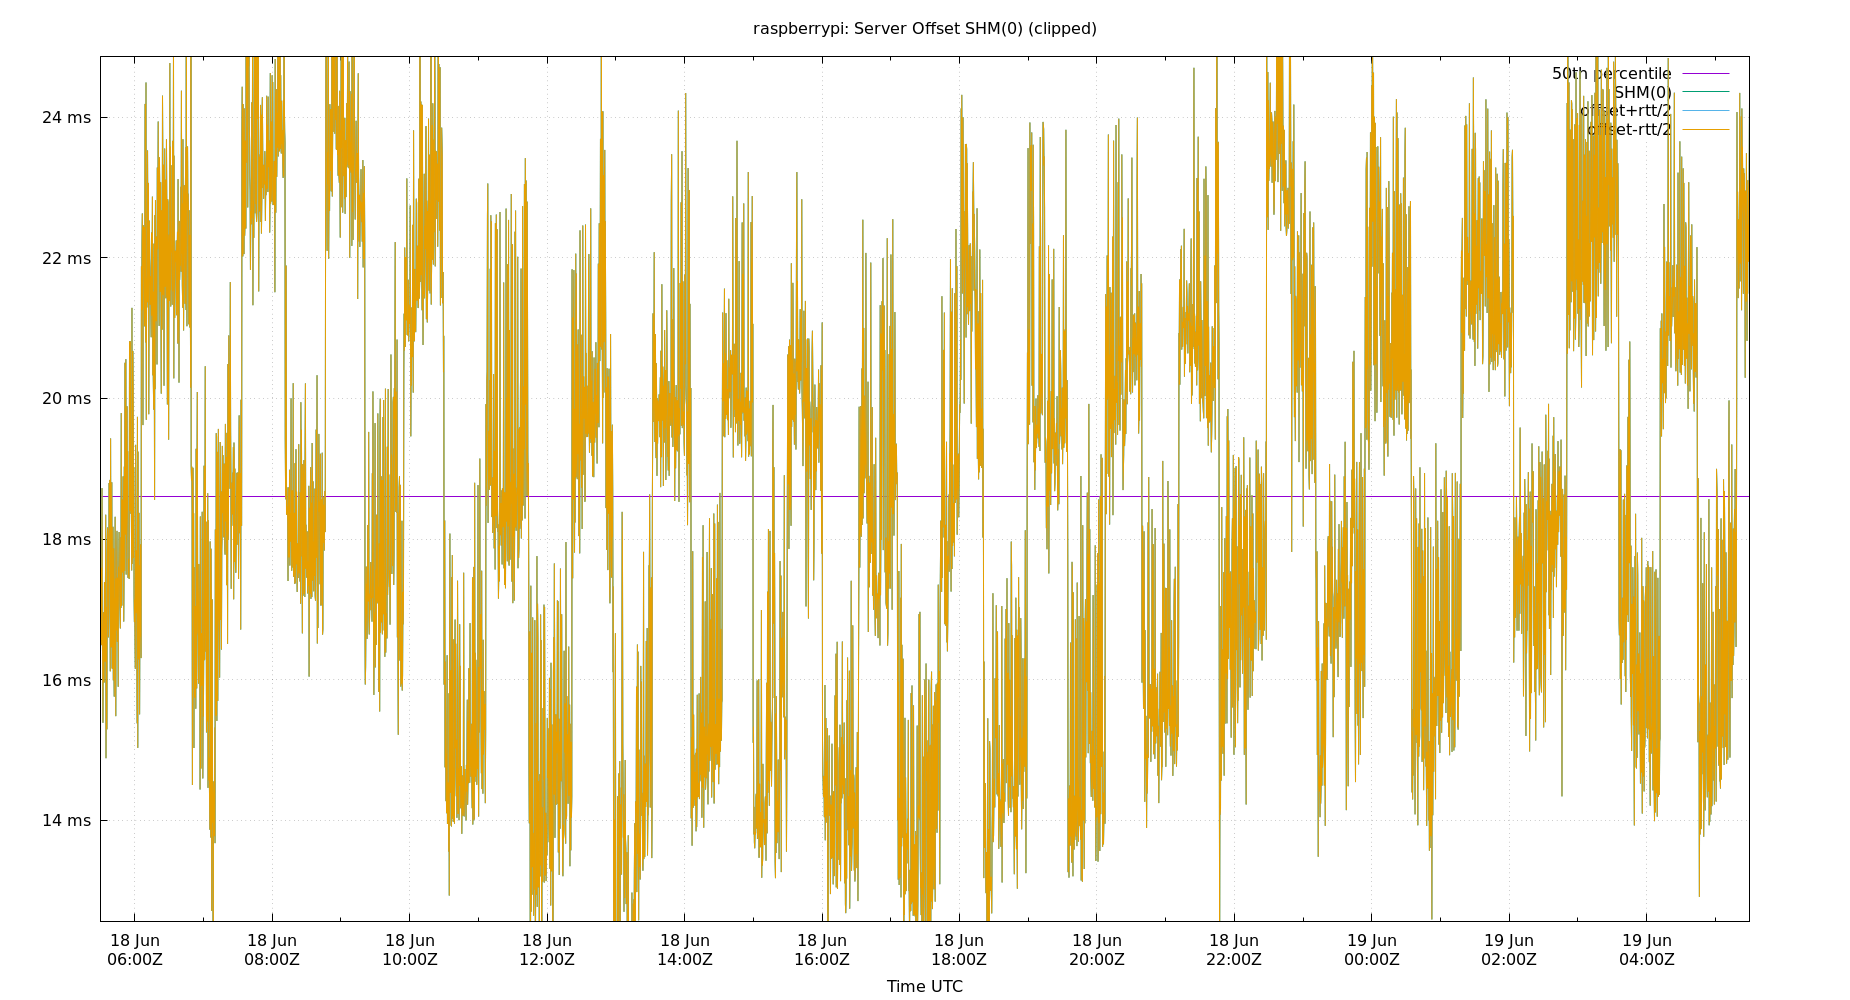 raspberrypi: Server Offset SHM(0) (clipped)
50th percentile
SHM(0)
offset+rtt/2
offset-rtt/2
24 ms
22 ms
20 ms
18 ms
16 ms
14 ms
18 Jun 18 Jun 18 Jun 18 Jun 18 Jun 18 Jun 18 Jun 18 Jun 18 Jun 19 Jun 19 Jun 19 Jun
06:00Z 08:00Z 10:00Z 12:00Z 14:00Z 16:00Z 18:00Z 20:00Z 22:00Z 00:00Z 02:00Z 04:00Z
Time UTC